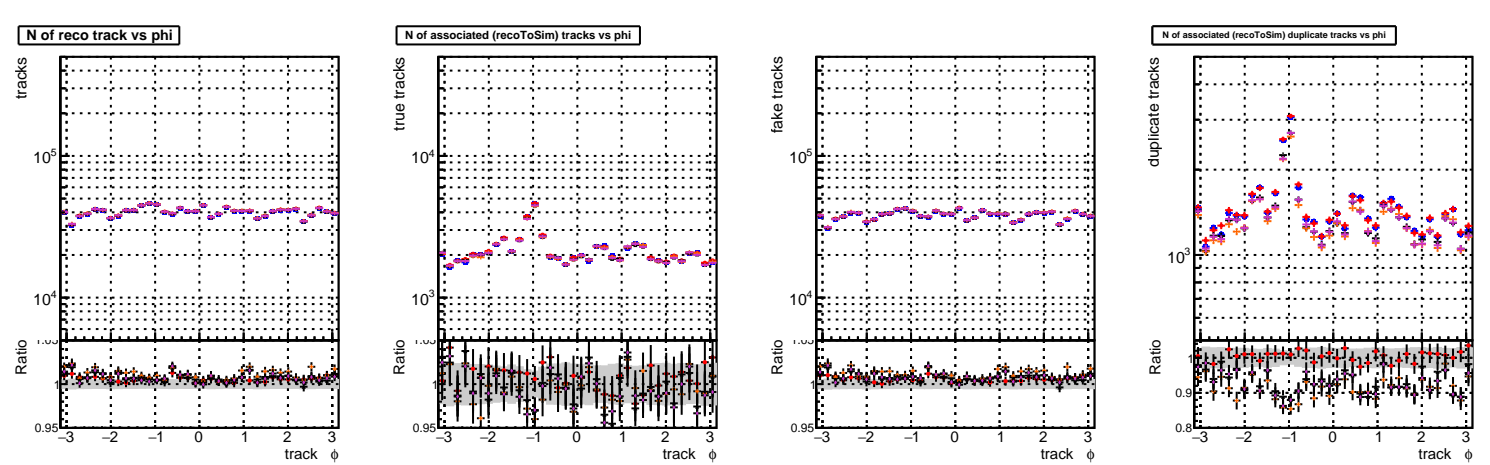 N of reco track vs phi
tracks
10^5
10^4
Ratio
1
0.95
−3 −2 −1 0 1 2 3
track ϕ
N of associated (recoToSim) tracks vs phi
true tracks
10^4
10^3
Ratio
1
0.95
−3 −2 −1 0 1 2 3
track ϕ
fake tracks
10^5
10^4
Ratio
1
0.95
−3 −2 −1 0 1 2 3
track ϕ
N of associated (recoToSim) duplicate tracks vs phi
duplicate tracks
10^3
Ratio
1
0.9
0.8
−3 −2 −1 0 1 2 3
track ϕ